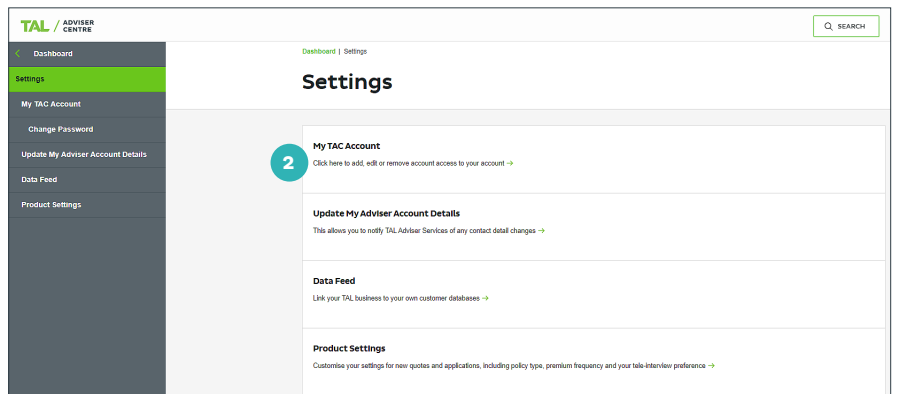 TAL / ADVISER
CENTRE
SEARCH
Dashboard
Settings
My TAC Account
Change Password
Update My Adviser Account Details
Data Feed
Product Settings
Dashboard | Settings
Settings
2
My TAC Account
Click here to add, edit or remove account access to your account →
Update My Adviser Account Details
This allows you to notify TAL Adviser Services of any contact detail changes →
Data Feed
Link your TAL business to your own customer databases →
Product Settings
Customise your settings for new quotes and applications, including policy type, premium frequency and your tele-interview preference →